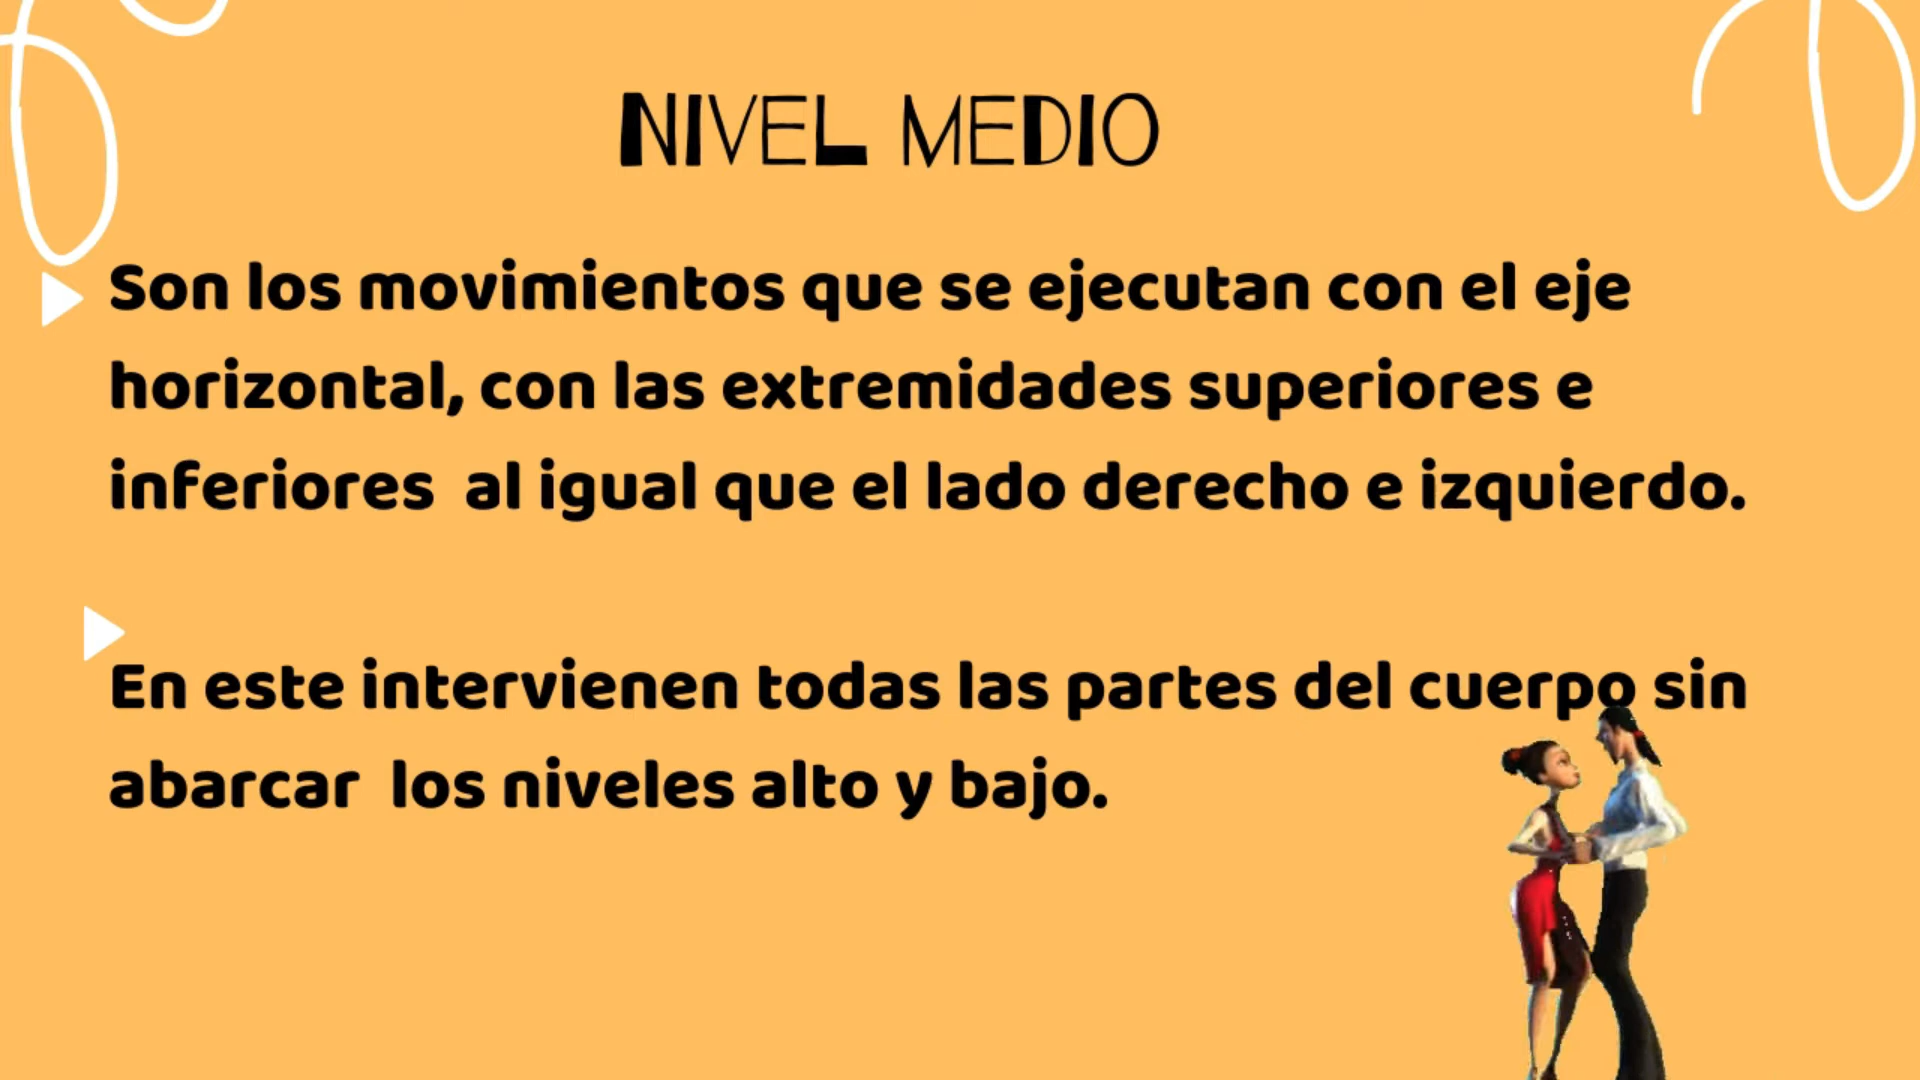 NIVEL MEDIO
Son los movimientos que se ejecutan con el eje
horizontal, con las extremidades superiores e
inferiores al igual que el lado derecho e izquierdo.
En este intervienen todas las partes del cuerpo sin
abarcar los niveles alto y bajo.